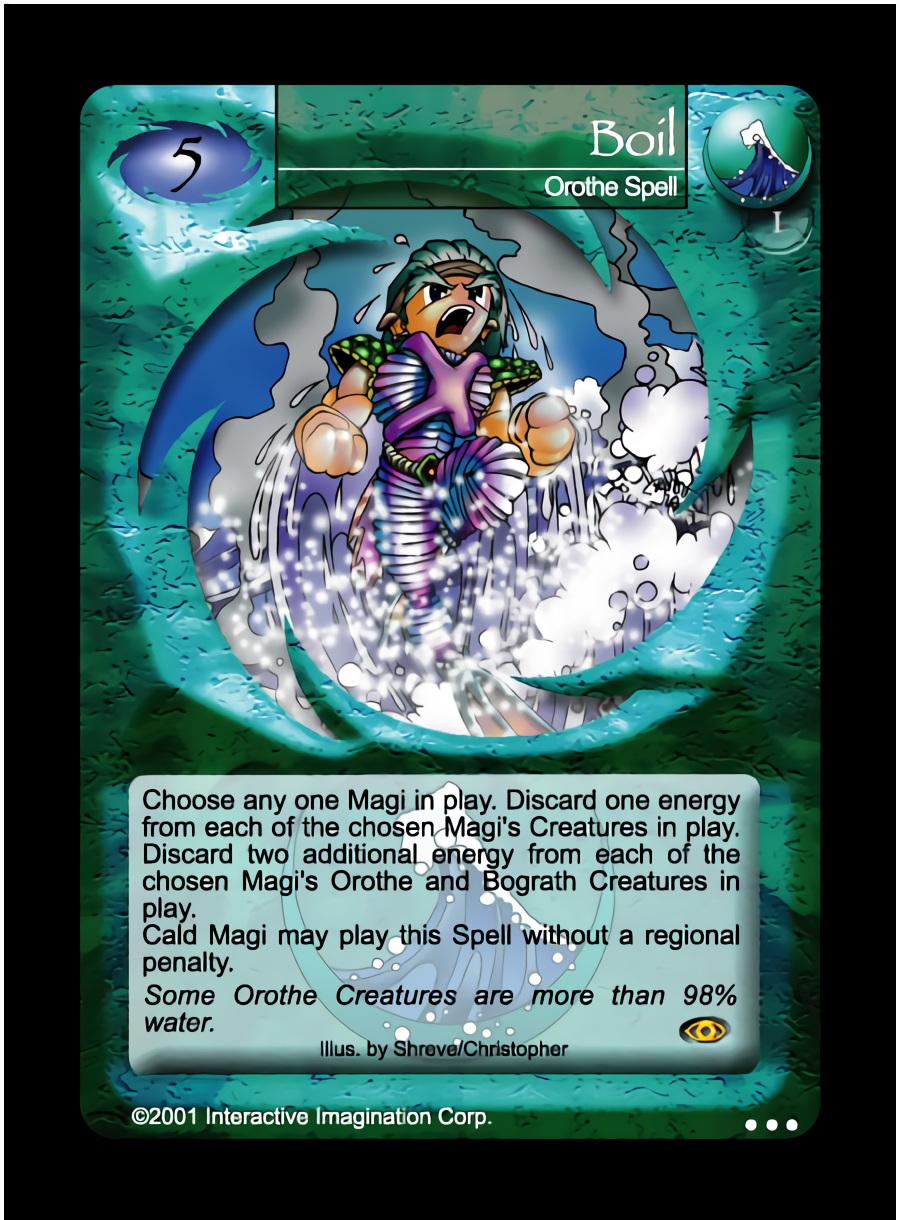 5
Boil
Orothe Spell
I
Choose any one Magi in play. Discard one energy
from each of the chosen Magi's Creatures in play.
Discard two additional energy from each of the
chosen Magi's Orothe and Bograth Creatures in
play.
Cald Magi may play this Spell without a regional
penalty.
Some Orothe Creatures are more than 98%
water.
Illus. by Shreve/Christopher
©2001 Interactive Imagination Corp.